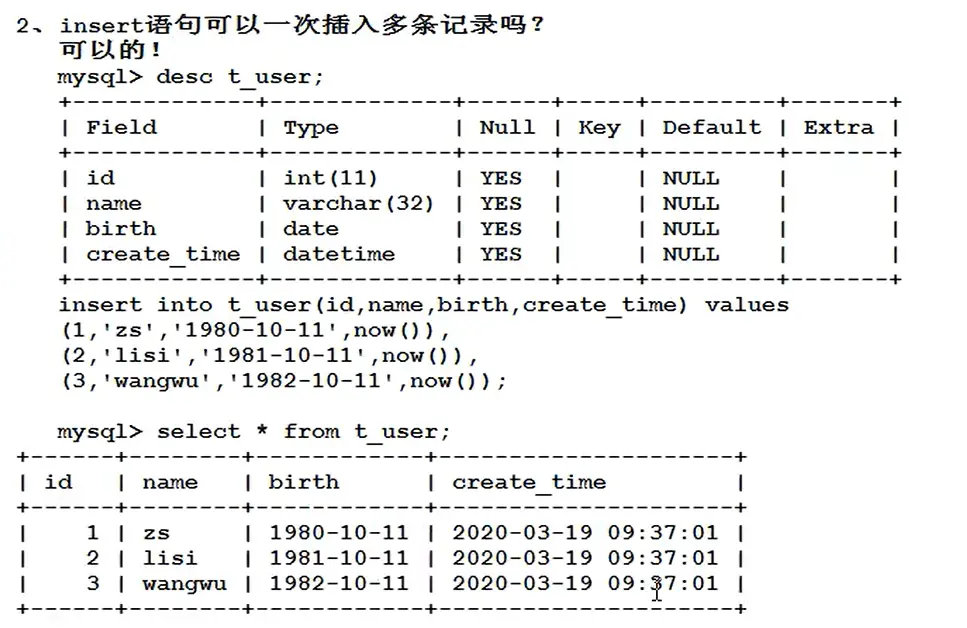 2、insert语句可以一次插入多条记录吗？
可以的！
mysql> desc t_user;
+-------------+-------------+------+-----+---------+-------+
| Field       | Type        | Null | Key | Default | Extra |
+-------------+-------------+------+-----+---------+-------+
| id          | int(11)     | YES  |     | NULL    |       |
| name        | varchar(32) | YES  |     | NULL    |       |
| birth       | date        | YES  |     | NULL    |       |
| create_time | datetime    | YES  |     | NULL    |       |
+-------------+-------------+------+-----+---------+-------+
insert into t_user(id,name,birth,create_time) values
(1,'zs','1980-10-11',now()),
(2,'lisi','1981-10-11',now()),
(3,'wangwu','1982-10-11',now());
mysql> select * from t_user;
+------+--------+------------+---------------------+
| id   | name   | birth      | create_time         |
+------+--------+------------+---------------------+
|    1 | zs     | 1980-10-11 | 2020-03-19 09:37:01 |
|    2 | lisi   | 1981-10-11 | 2020-03-19 09:37:01 |
|    3 | wangwu | 1982-10-11 | 2020-03-19 09:37:01 |
+------+--------+------------+---------------------+